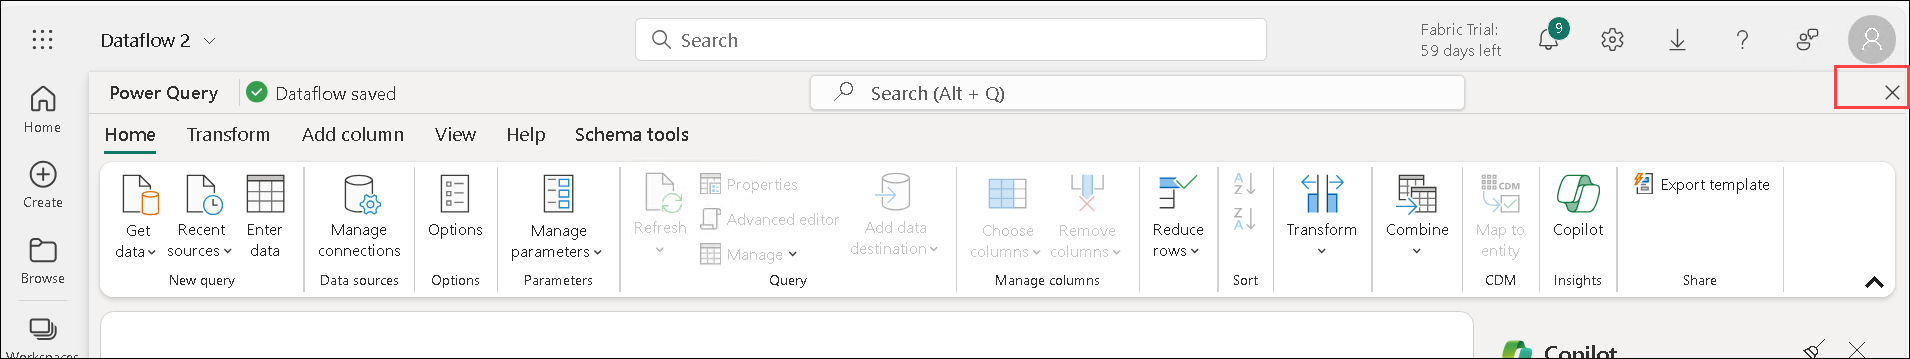 Dataflow 2
Search
Fabric Trial:
59 days left
9
Power Query
Dataflow saved
Search (Alt + Q)
Home
Create
Browse
Workspaces
Home Transform Add column View Help Schema tools
Get data
Recent sources
Enter data
New query
Manage connections
Data sources
Options
Options
Manage parameters
Parameters
Refresh
Properties
Advanced editor
Manage
Add data destination
Query
Choose columns
Remove columns
Manage columns
Reduce rows
A
Z
Z
A
Sort
Transform
Combine
CDM
Map to entity
CDM
Copilot
Insights
Export template
Share
Copilot